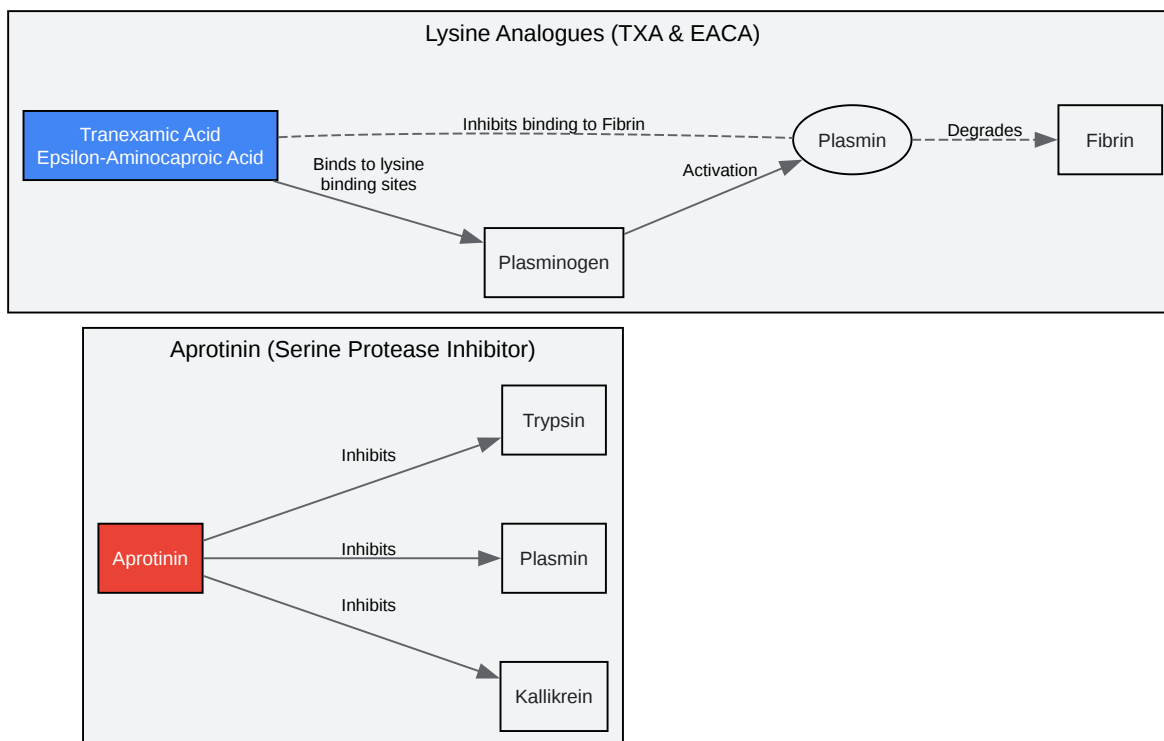 Lysine Analogues (TXA & EACA)
Tranexamic Acid
Epsilon-Aminocaproic Acid
Inhibits binding to Fibrin
Plasmin
Degrades
Fibrin
Binds to lysine
binding sites
Activation
Plasminogen
Aprotinin (Serine Protease Inhibitor)
Trypsin
Inhibits
Aprotinin
Inhibits
Plasmin
Inhibits
Kallikrein